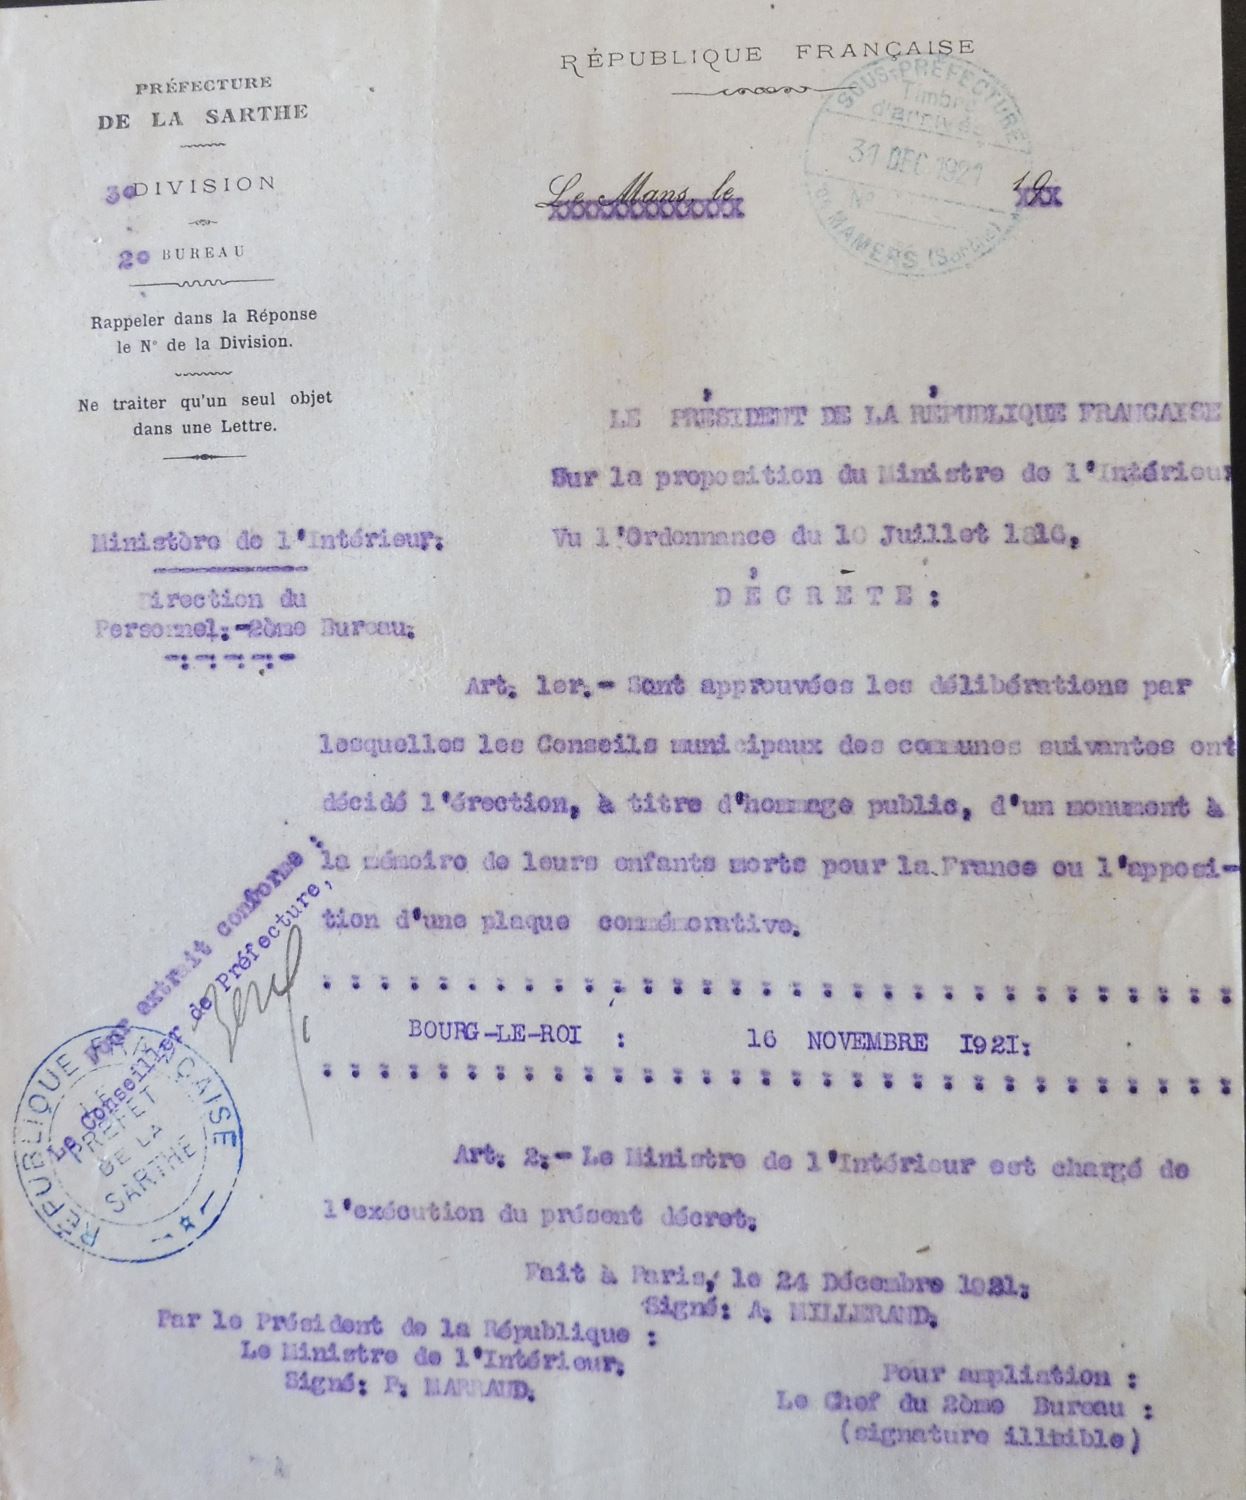 PRÉFECTURE
DE LA SARTHE
3e DIVISION
2e BUREAU
Rappeler dans la Réponse
le N° de la Division.
Ne traiter qu'un seul objet
dans une Lettre.
RÉPUBLIQUE FRANÇAISE
Le Mans, le 19
SOUS-PRÉFECTURE
Timbre
d'arrivée
31 DEC 1921
N°
DE MAMERS (Sarthe)
Ministère de l'Intérieur:
Direction du
Personnel:-2ème Bureau:
-:-:-:-:-
LE PRÉSIDENT DE LA RÉPUBLIQUE FRANCAISE
Sur la proposition du Ministre de l'Intérieur
Vu l'Ordonnance du 10 Juillet 1816,
DÉCRÈTE :
Art. 1er.- Sont approuvées les délibérations par
lesquelles les Conseils municipaux des communes suivantes ont
décidé l'érection, à titre d'hommage public, d'un monument à
la mémoire de leurs enfants morts pour la France ou l'apposi-
tion d'une plaque commémorative.
: : : : : : : : : : : : : : : : : : : : : : : : : : : : : : :
BOURG-LE-ROI : 16 NOVEMBRE 1921:
: : : : : : : : : : : : : : : : : : : : : : : : : : : : : : :
Art: 2:- Le Ministre de l'Intérieur est chargé de
l'exécution du présent décret:
Fait à Paris, le 24 Décembre 1921:
Signé: A. MILLERAND.
Par le Président de la République :
Le Ministre de l'Intérieur:
Signé: P. MARRAUD.
Pour ampliation :
Le Chef du 2ème Bureau :
(signature illisible)
Pour extrait conforme :
Le Conseiller de Préfecture,
RÉPUBLIQUE FRANÇAISE
LE
PRÉFET
DE LA
SARTHE